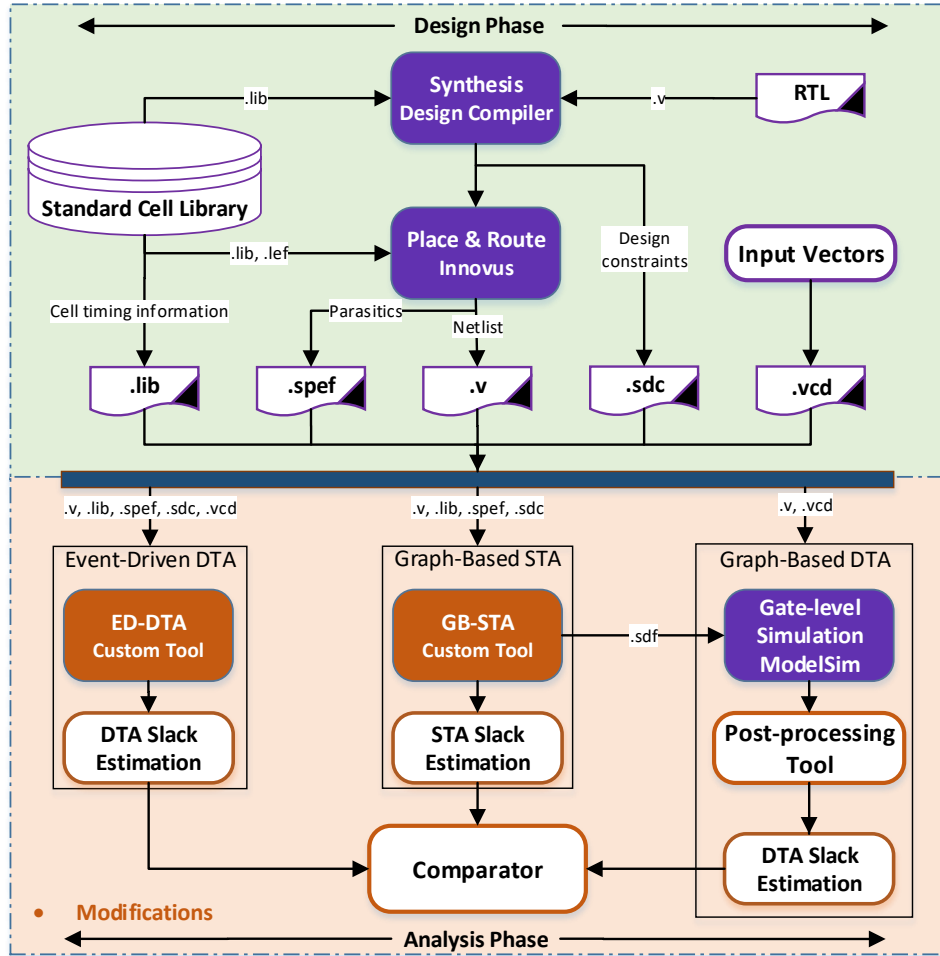 Design Phase
Synthesis
Design Compiler
.lib
.v
RTL
Standard Cell Library
Place & Route
Innovus
.lib, .lef
Design
constraints
Input Vectors
Cell timing information
Parasitics
Netlist
.lib
.spef
.v
.sdc
.vcd
.v, .lib, .spef, .sdc, .vcd
.v, .lib, .spef, .sdc
.v, .vcd
Event-Driven DTA
Graph-Based STA
Graph-Based DTA
ED-DTA
Custom Tool
GB-STA
Custom Tool
.sdf
Gate-level
Simulation
ModelSim
DTA Slack
Estimation
STA Slack
Estimation
Post-processing
Tool
Comparator
DTA Slack
Estimation
• Modifications
Analysis Phase